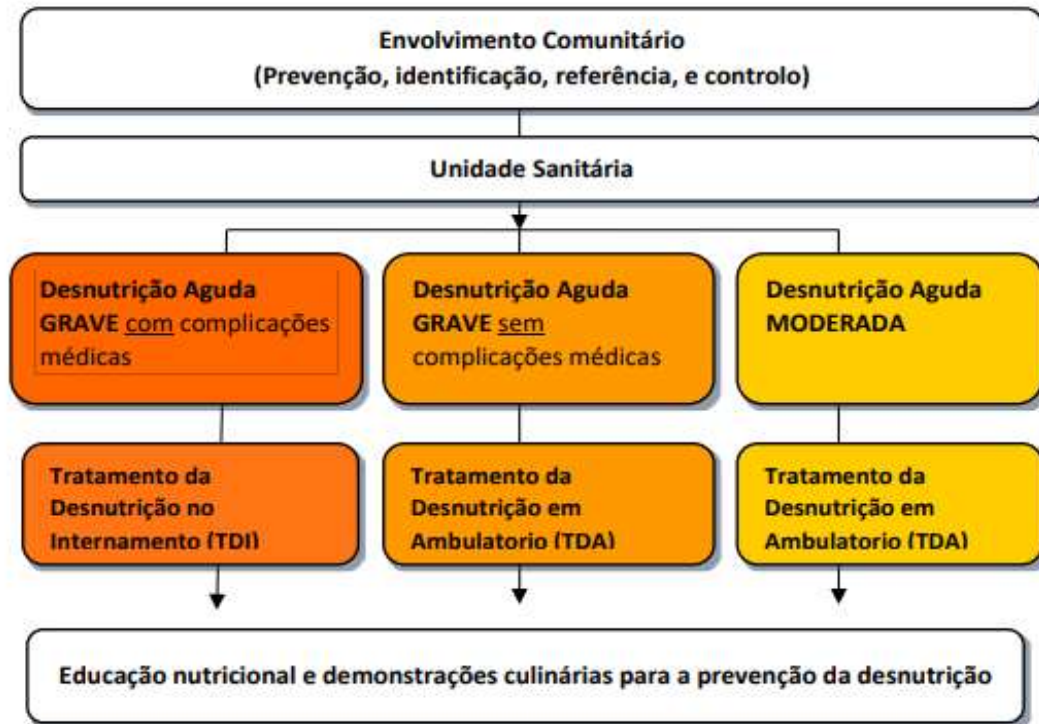 Envolvimento Comunitário
(Prevenção, identificação, referência, e controlo)
Unidade Sanitária
Desnutrição Aguda
GRAVE com complicações
médicas
Desnutrição Aguda
GRAVE sem
complicações médicas
Desnutrição Aguda
MODERADA
Tratamento da
Desnutrição no
Internamento (TDI)
Tratamento da
Desnutrição em
Ambulatorio (TDA)
Tratamento da
Desnutrição em
Ambulatorio (TDA)
Educação nutricional e demonstrações culinárias para a prevenção da desnutrição